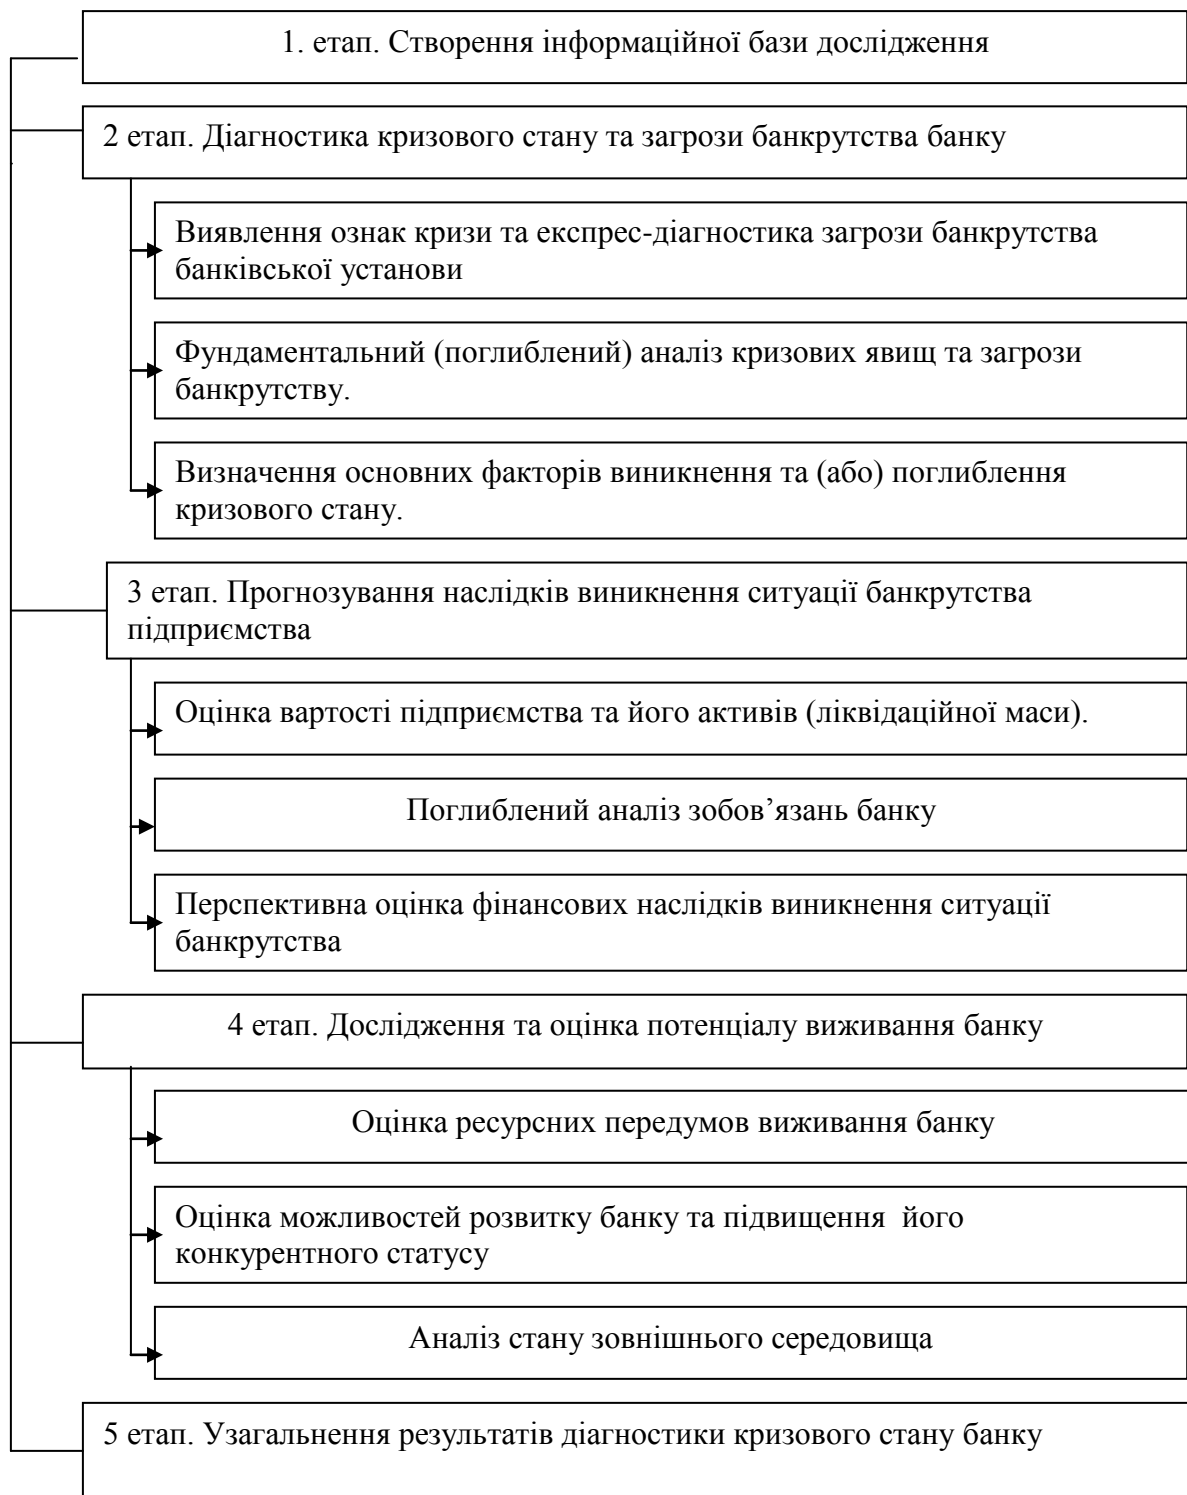 1. етап. Створення інформаційної бази дослідження
2 етап. Діагностика кризового стану та загрози банкрутства банку
Виявлення ознак кризи та експрес-діагностика загрози банкрутства
банківської установи
Фундаментальний (поглиблений) аналіз кризових явищ та загрози
банкрутству.
Визначення основних факторів виникнення та (або) поглиблення
кризового стану.
3 етап. Прогнозування наслідків виникнення ситуації банкрутства
підприємства
Оцінка вартості підприємства та його активів (ліквідаційної маси).
Поглиблений аналіз зобов’язань банку
Перспективна оцінка фінансових наслідків виникнення ситуації
банкрутства
4 етап. Дослідження та оцінка потенціалу виживання банку
Оцінка ресурсних передумов виживання банку
Оцінка можливостей розвитку банку та підвищення  його
конкурентного статусу
Аналіз стану зовнішнього середовища
5 етап. Узагальнення результатів діагностики кризового стану банку